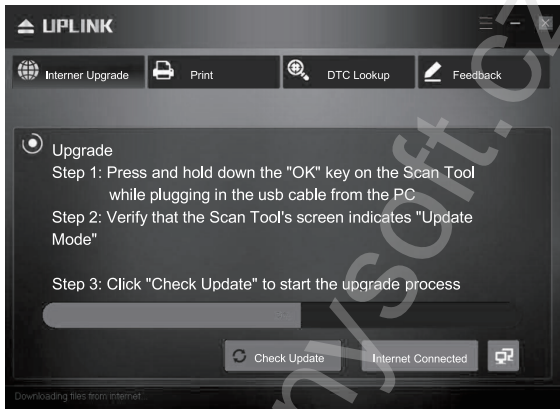 UPLINK
Interner Upgrade
Print
DTC Lookup
Feedback
Upgrade
Step 1: Press and hold down the "OK" key on the Scan Tool
while plugging in the usb cable from the PC
Step 2: Verify that the Scan Tool's screen indicates "Update
Mode"
Step 3: Click "Check Update" to start the upgrade process
Check Update
Internet Connected
Downloading files from internet...